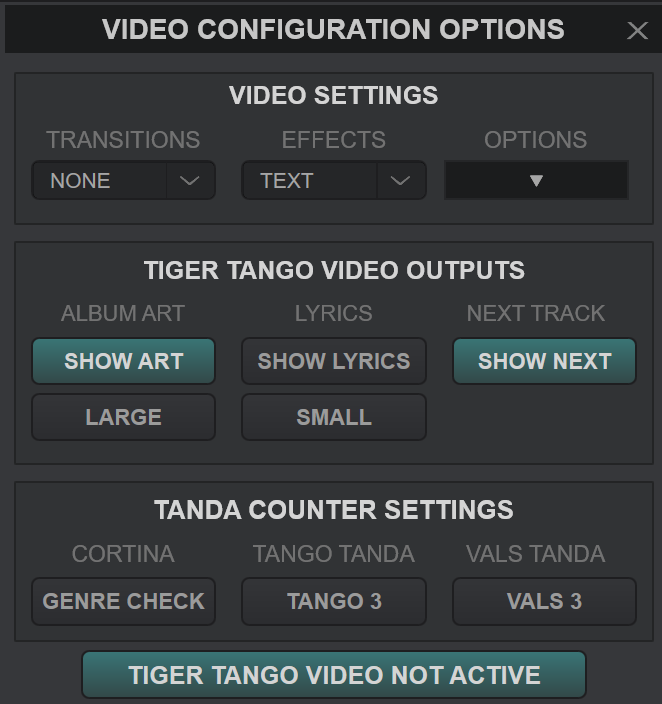 VIDEO CONFIGURATION OPTIONS
VIDEO SETTINGS
TRANSITIONS EFFECTS OPTIONS
NONE TEXT
TIGER TANGO VIDEO OUTPUTS
ALBUM ART LYRICS NEXT TRACK
SHOW ART SHOW LYRICS SHOW NEXT
LARGE SMALL
TANDA COUNTER SETTINGS
CORTINA TANGO TANDA VALS TANDA
GENRE CHECK TANGO 3 VALS 3
TIGER TANGO VIDEO NOT ACTIVE